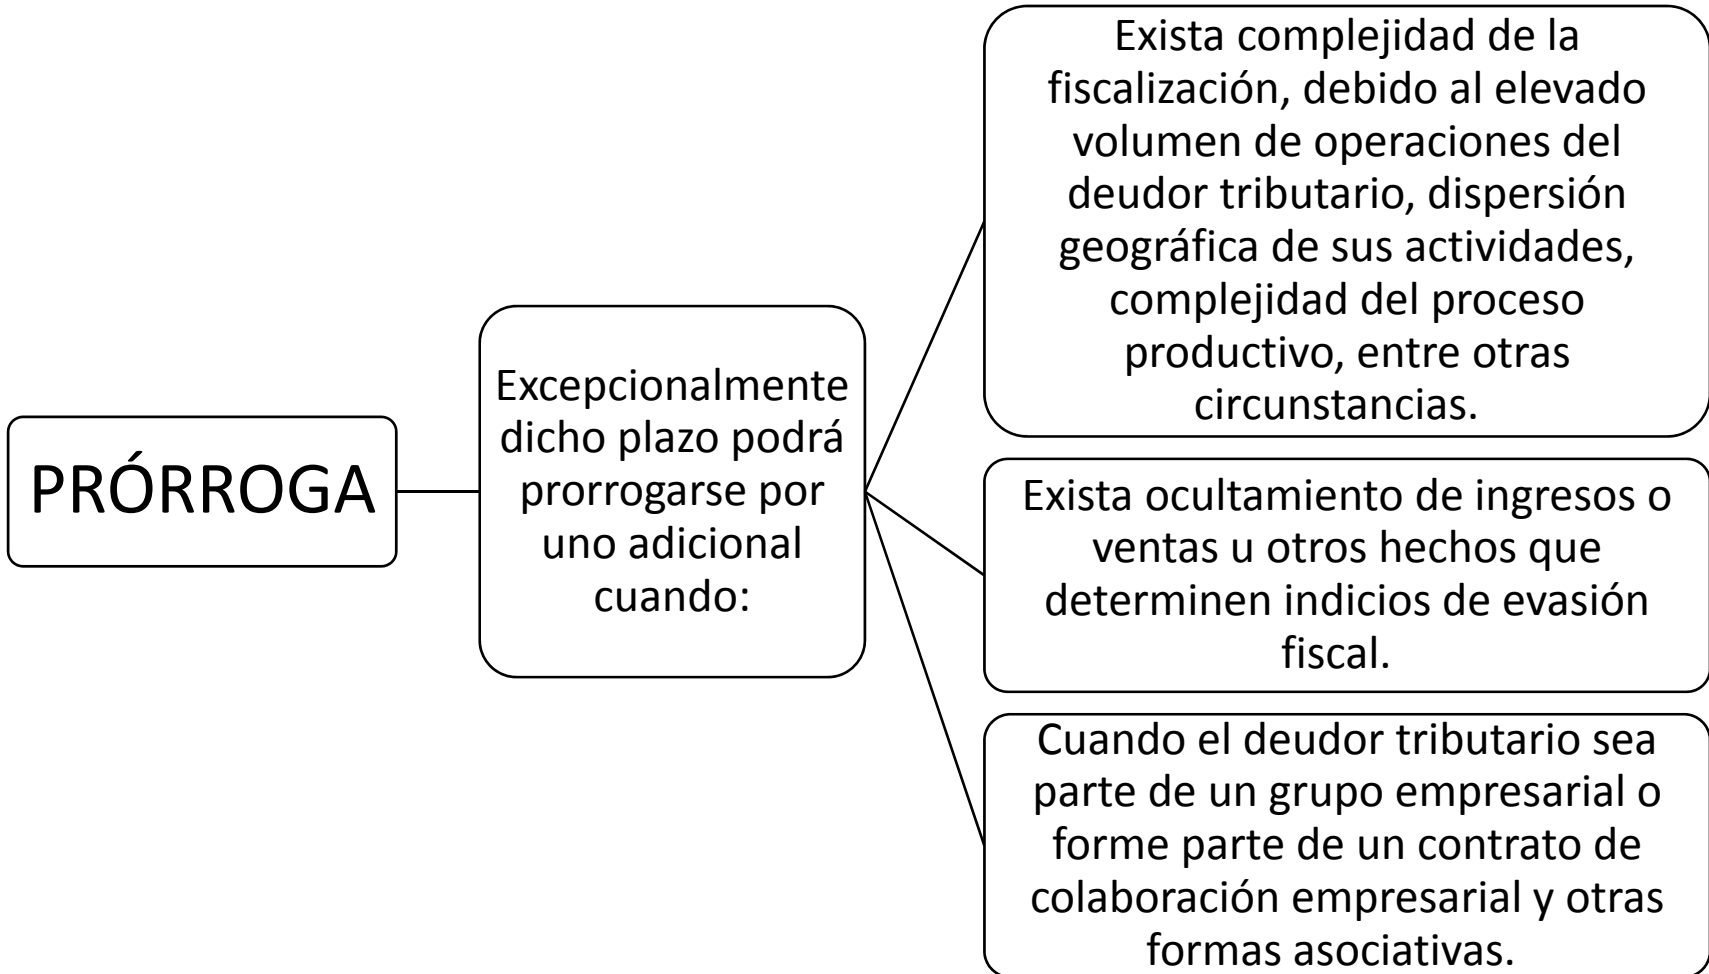 PRÓRROGA
Excepcionalmente
dicho plazo podrá
prorrogarse por
uno adicional
cuando:
Exista complejidad de la
fiscalización, debido al elevado
volumen de operaciones del
deudor tributario, dispersión
geográfica de sus actividades,
complejidad del proceso
productivo, entre otras
circunstancias.
Exista ocultamiento de ingresos o
ventas u otros hechos que
determinen indicios de evasión
fiscal.
Cuando el deudor tributario sea
parte de un grupo empresarial o
forme parte de un contrato de
colaboración empresarial y otras
formas asociativas.